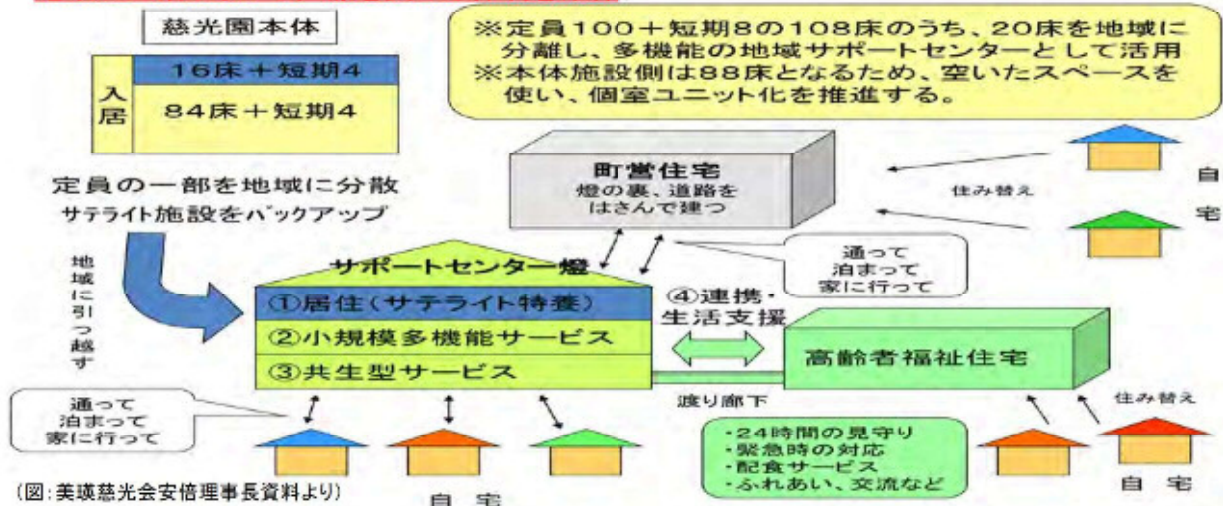 慈光園本体
入居
16床+短期4
84床+短期4
※定員100+短期8の108床のうち、20床を地域に
分離し、多機能の地域サポートセンターとして活用
※本体施設側は88床となるため、空いたスペースを
使い、個室ユニット化を推進する。
定員の一部を地域に分散
サテライト施設をバックアップ
地域に引っ越す
町営住宅
燈の裏、道路を
はさんで建つ
住み替え
自宅
通って
泊まって
家に行って
サポートセンター燈
①居住(サテライト特養)
②小規模多機能サービス
③共生型サービス
④連携・
生活支援
高齢者福祉住宅
渡り廊下
通って
泊まって
家に行って
・24時間の見守り
・緊急時の対応
・配食サービス
・ふれあい、交流など
住み替え
自 宅
自 宅
(図:美瑛慈光会安倍理事長資料より)